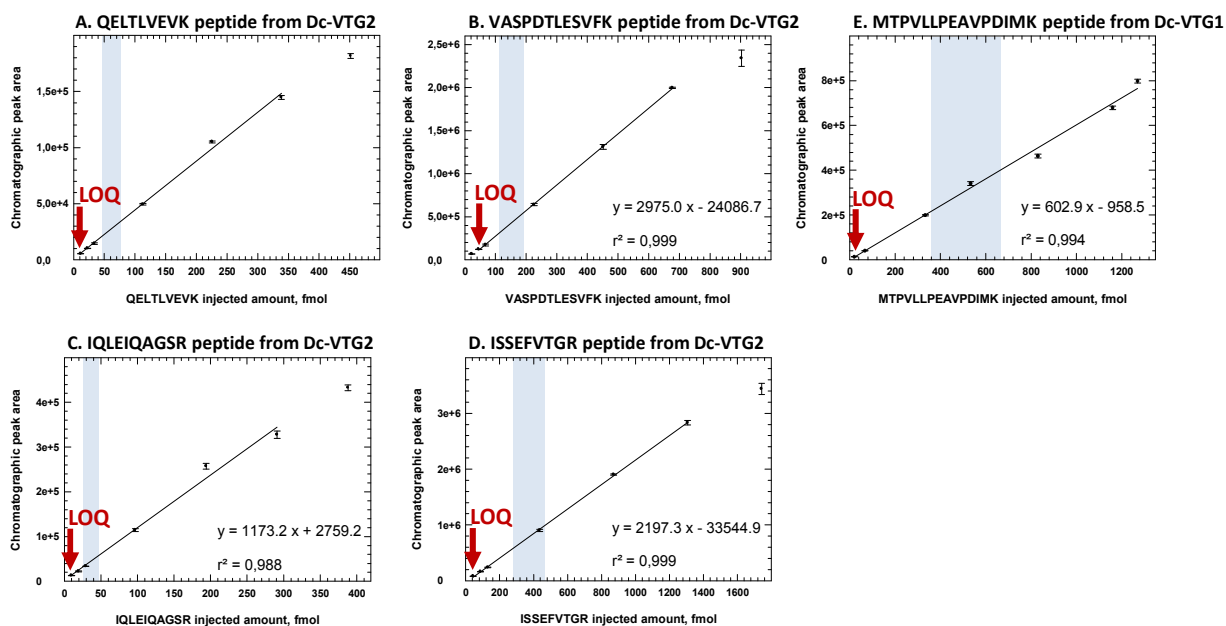 A. QELTLVEVK peptide from Dc-VTG2
Chromatographic peak area
1,5e+5
1,0e+5
5,0e+4
0,0
LOQ
0 50 100 150 200 250 300 350 400 450 500
QELTLVEVK injected amount, fmol
B. VASPDTLESVFK peptide from Dc-VTG2
Chromatographic peak area
2,5e+6
2,0e+6
1,5e+6
1,0e+6
5,0e+5
0,0
LOQ
y = 2975.0 x - 24086.7
r² = 0,999
0 100 200 300 400 500 600 700 800 900 1000
VASPDTLESVFK injected amount, fmol
E. MTPVLLPEAVPDIMK peptide from Dc-VTG1
Chromatographic peak area
8e+5
6e+5
4e+5
2e+5
0
LOQ
y = 602.9 x - 958.5
r² = 0,994
0 200 400 600 800 1000 1200
MTPVLLPEAVPDIMK injected amount, fmol
C. IQLEIQAGSR peptide from Dc-VTG2
Chromatographic peak area
4e+5
3e+5
2e+5
1e+5
0
LOQ
y = 1173.2 x + 2759.2
r² = 0,988
0 50 100 150 200 250 300 350 400
IQLEIQAGSR injected amount, fmol
D. ISSEFVTGR peptide from Dc-VTG2
Chromatographic peak area
3e+6
2e+6
1e+6
0
LOQ
y = 2197.3 x - 33544.9
r² = 0,999
0 200 400 600 800 1000 1200 1400 1600
ISSEFVTGR injected amount, fmol